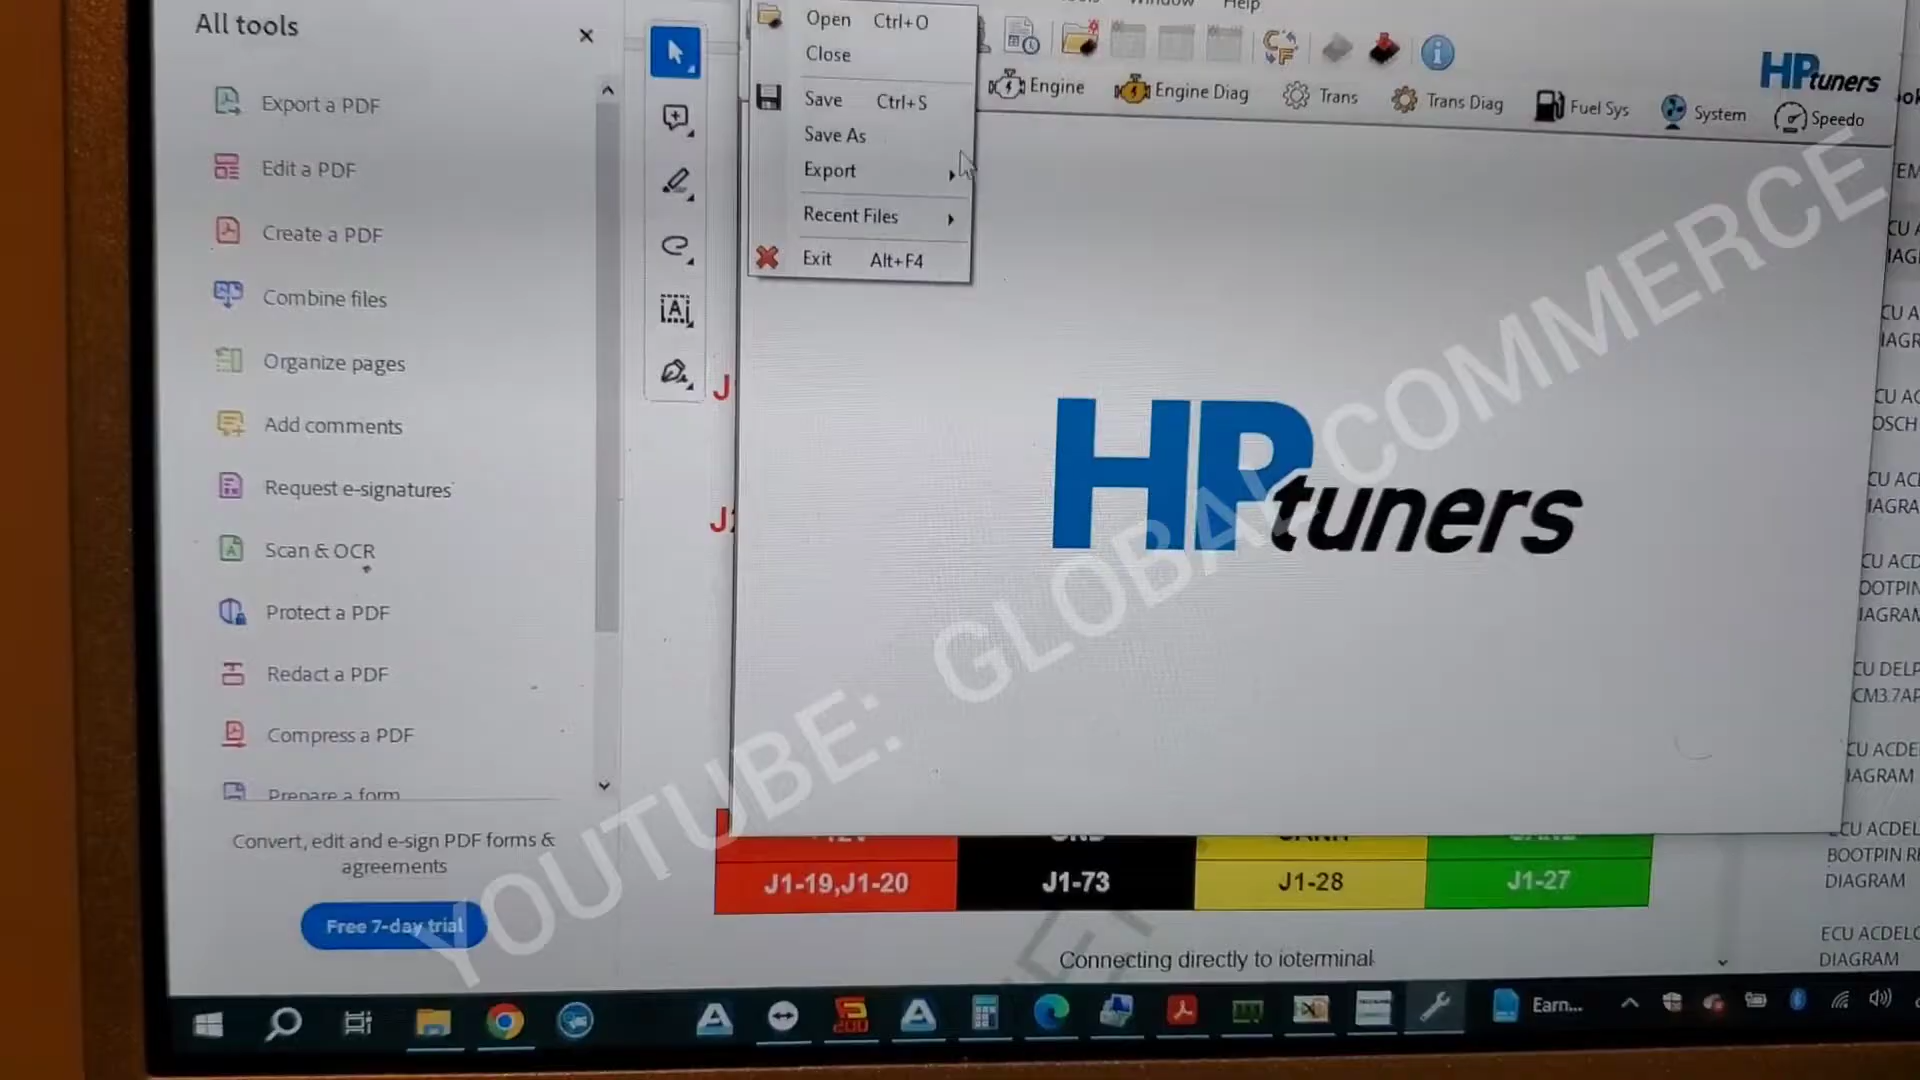 All tools
Export a PDF
Edit a PDF
Create a PDF
Combine files
Organize pages
Add comments
Request e-signatures
Scan & OCR
Protect a PDF
Redact a PDF
Compress a PDF
Prepare a form
Convert, edit and e-sign PDF forms &
agreements
Free 7-day trial
Open Ctrl+O
Close
Save Ctrl+S
Save As
Export
Recent Files
Exit Alt+F4
Window Help
Engine
Engine Diag
Trans
Trans Diag
Fuel Sys
System
Speedo
HPtuners
HPtuners
YOUTUBE: GLOBAL COMMERCE
J1-19,J1-20
J1-73
J1-28
J1-27
Connecting directly to ioterminal
DIAGRAM
ECU ACDELC
DIAGRAM
Earn...